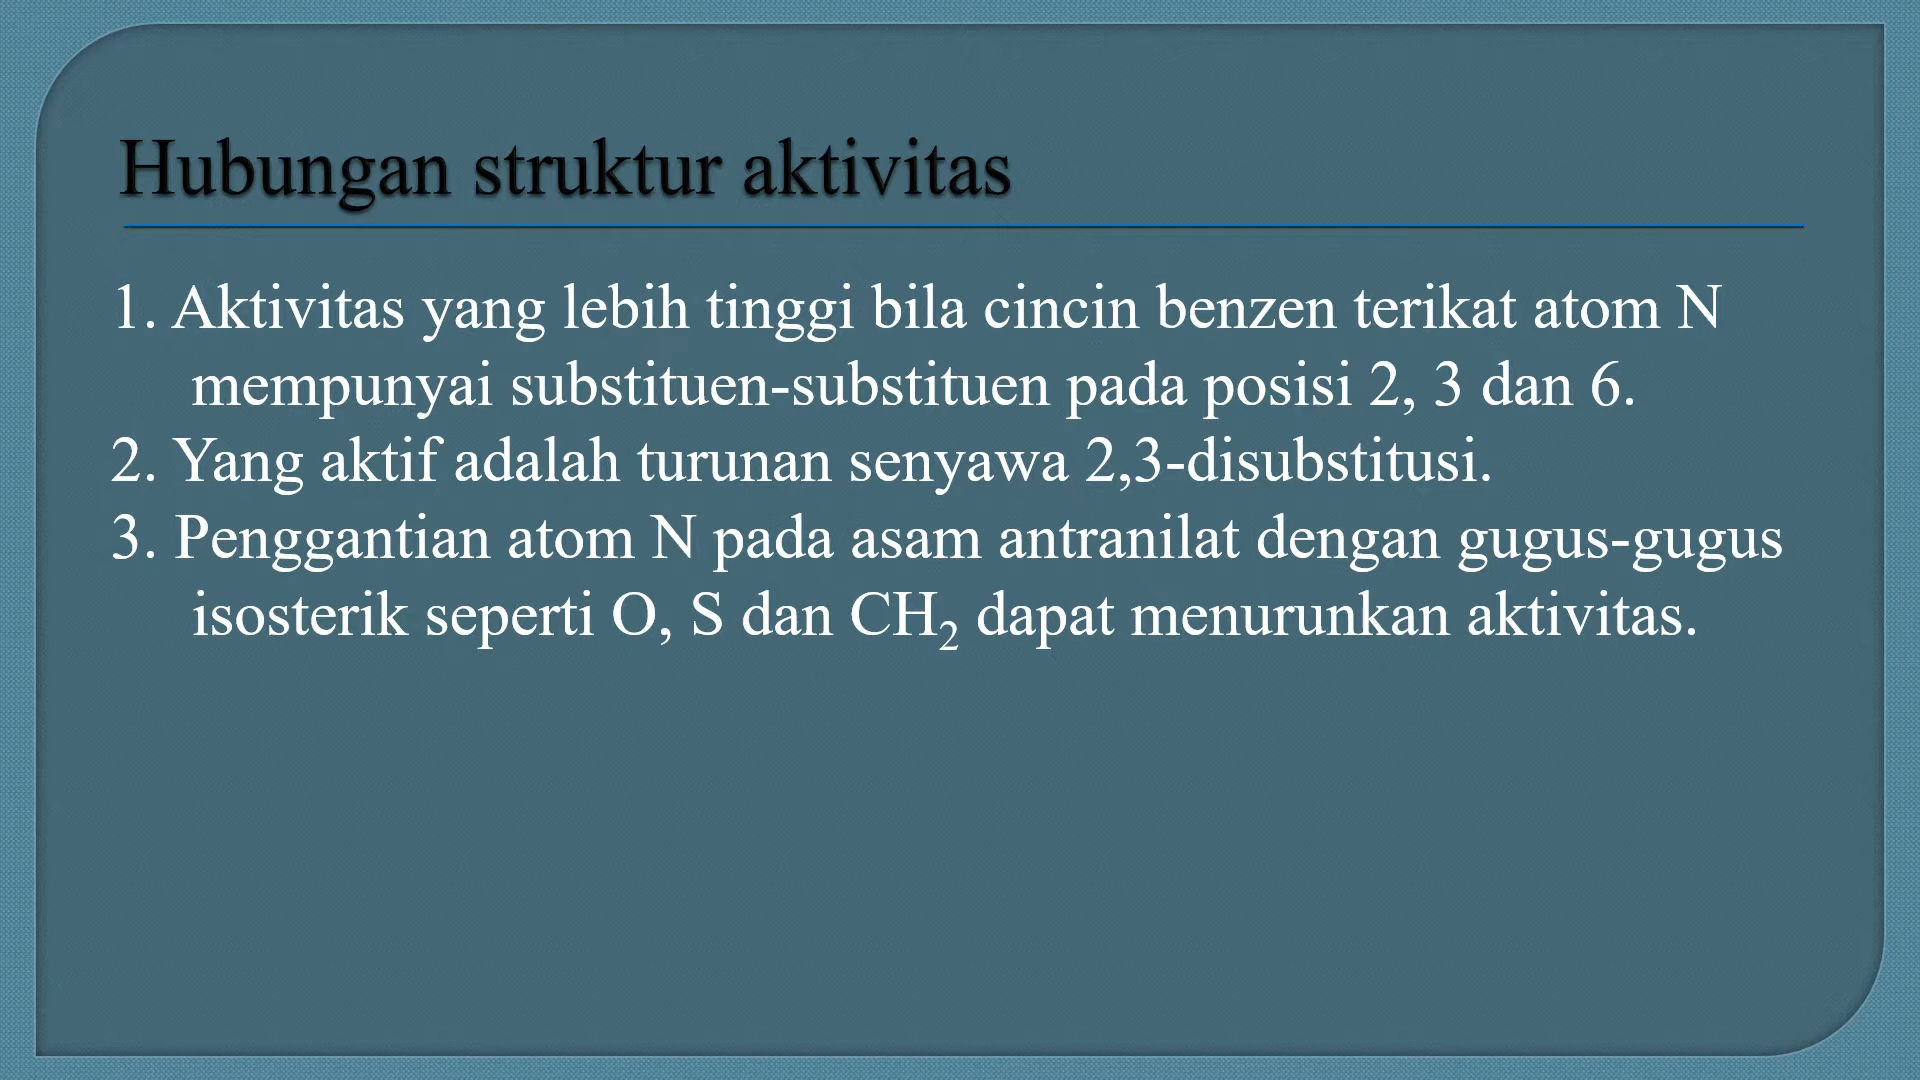 Hubungan struktur aktivitas
1. Aktivitas yang lebih tinggi bila cincin benzen terikat atom N
mempunyai substituen-substituen pada posisi 2, 3 dan 6.
2. Yang aktif adalah turunan senyawa 2,3-disubstitusi.
3. Penggantian atom N pada asam antranilat dengan gugus-gugus
isosterik seperti O, S dan CH₂ dapat menurunkan aktivitas.